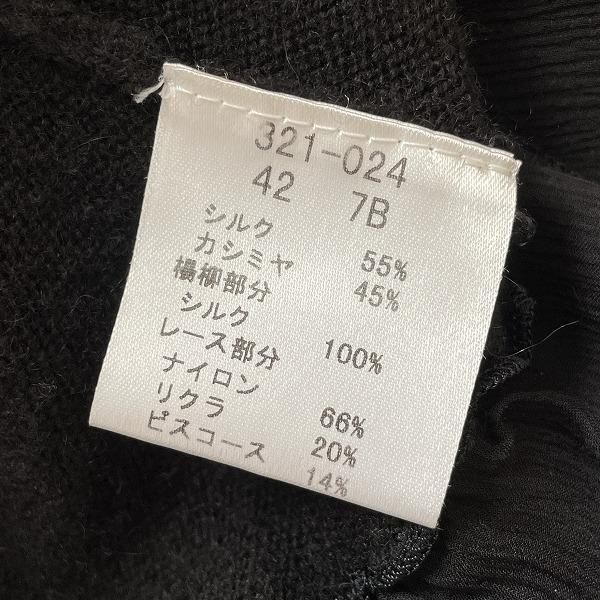 321-024
42 7B
シルク 55%
カシミヤ 45%
楊柳部分
シルク 100%
レース部分
ナイロン 66%
リクラ 20%
ビスコース 14%